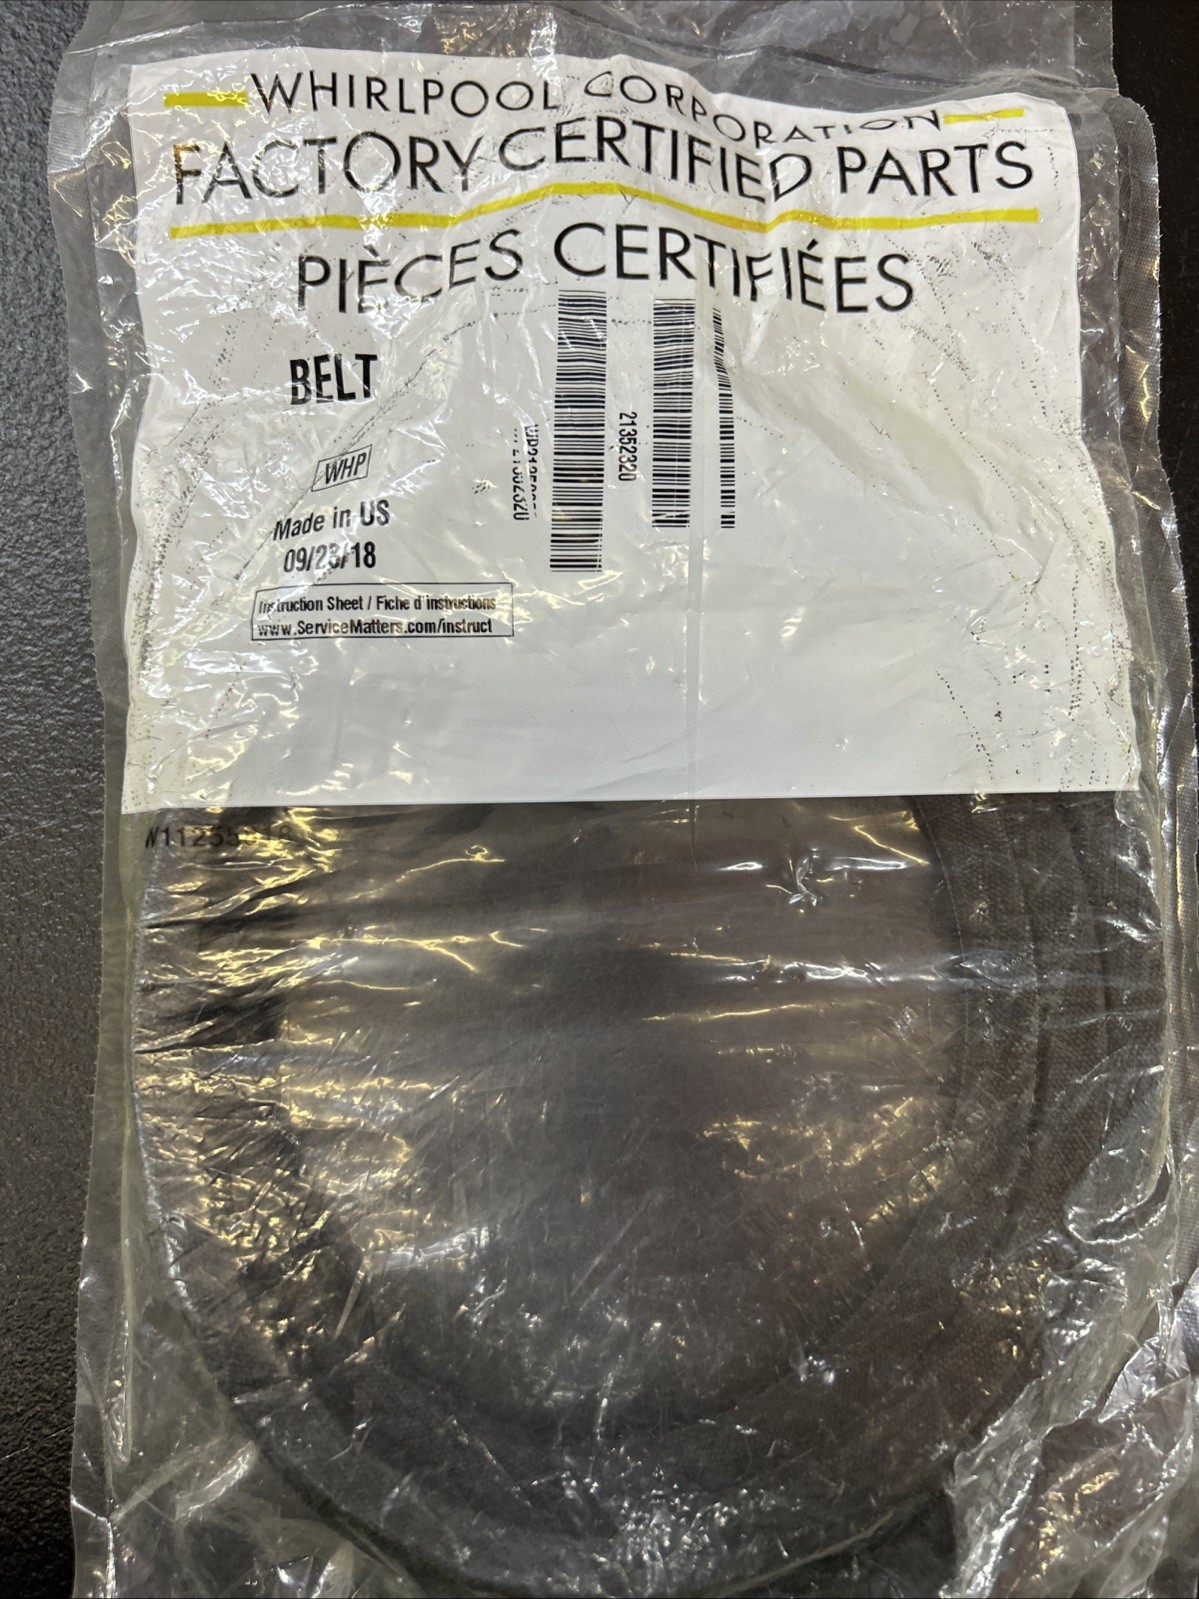 WHIRLPOOL CORPORATION
FACTORY CERTIFIED PARTS
PIÈCES CERTIFIÉES
BELT
21352320
WHP
Made in US
09/23/18
Instruction Sheet / Fiche d'instructions
www.ServiceMatters.com/instruct